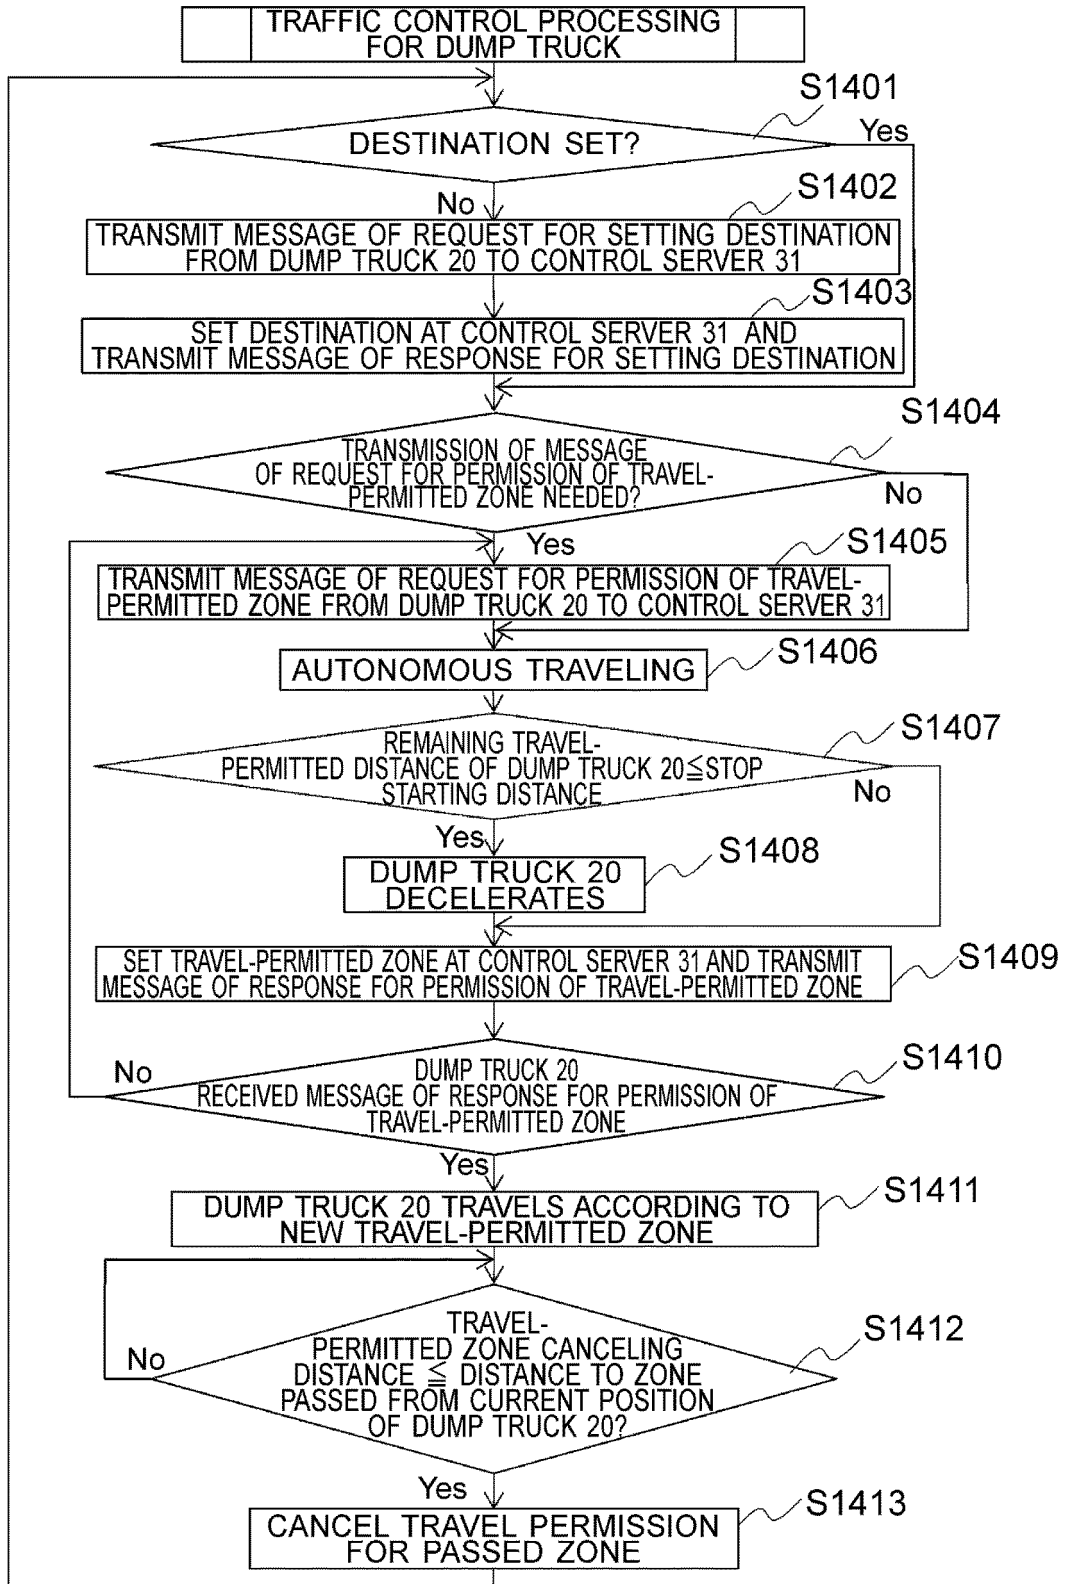 TRAFFIC CONTROL PROCESSING
FOR DUMP TRUCK
S1401
DESTINATION SET?
Yes
No
S1402
TRANSMIT MESSAGE OF REQUEST FOR SETTING DESTINATION
FROM DUMP TRUCK 20 TO CONTROL SERVER 31
S1403
SET DESTINATION AT CONTROL SERVER 31 AND
TRANSMIT MESSAGE OF RESPONSE FOR SETTING DESTINATION
S1404
TRANSMISSION OF MESSAGE
OF REQUEST FOR PERMISSION OF TRAVEL-
PERMITTED ZONE NEEDED?
No
Yes
S1405
TRANSMIT MESSAGE OF REQUEST FOR PERMISSION OF TRAVEL-
PERMITTED ZONE FROM DUMP TRUCK 20 TO CONTROL SERVER 31
S1406
AUTONOMOUS TRAVELING
S1407
REMAINING TRAVEL-
PERMITTED DISTANCE OF DUMP TRUCK 20≦STOP
STARTING DISTANCE
No
Yes
S1408
DUMP TRUCK 20
DECELERATES
S1409
SET TRAVEL-PERMITTED ZONE AT CONTROL SERVER 31 AND TRANSMIT
MESSAGE OF RESPONSE FOR PERMISSION OF TRAVEL-PERMITTED ZONE
S1410
No
DUMP TRUCK 20
RECEIVED MESSAGE OF RESPONSE FOR PERMISSION OF
TRAVEL-PERMITTED ZONE
Yes
S1411
DUMP TRUCK 20 TRAVELS ACCORDING TO
NEW TRAVEL-PERMITTED ZONE
S1412
No
TRAVEL-
PERMITTED ZONE CANCELING
DISTANCE ≦ DISTANCE TO ZONE
PASSED FROM CURRENT POSITION
OF DUMP TRUCK 20?
Yes
S1413
CANCEL TRAVEL PERMISSION
FOR PASSED ZONE